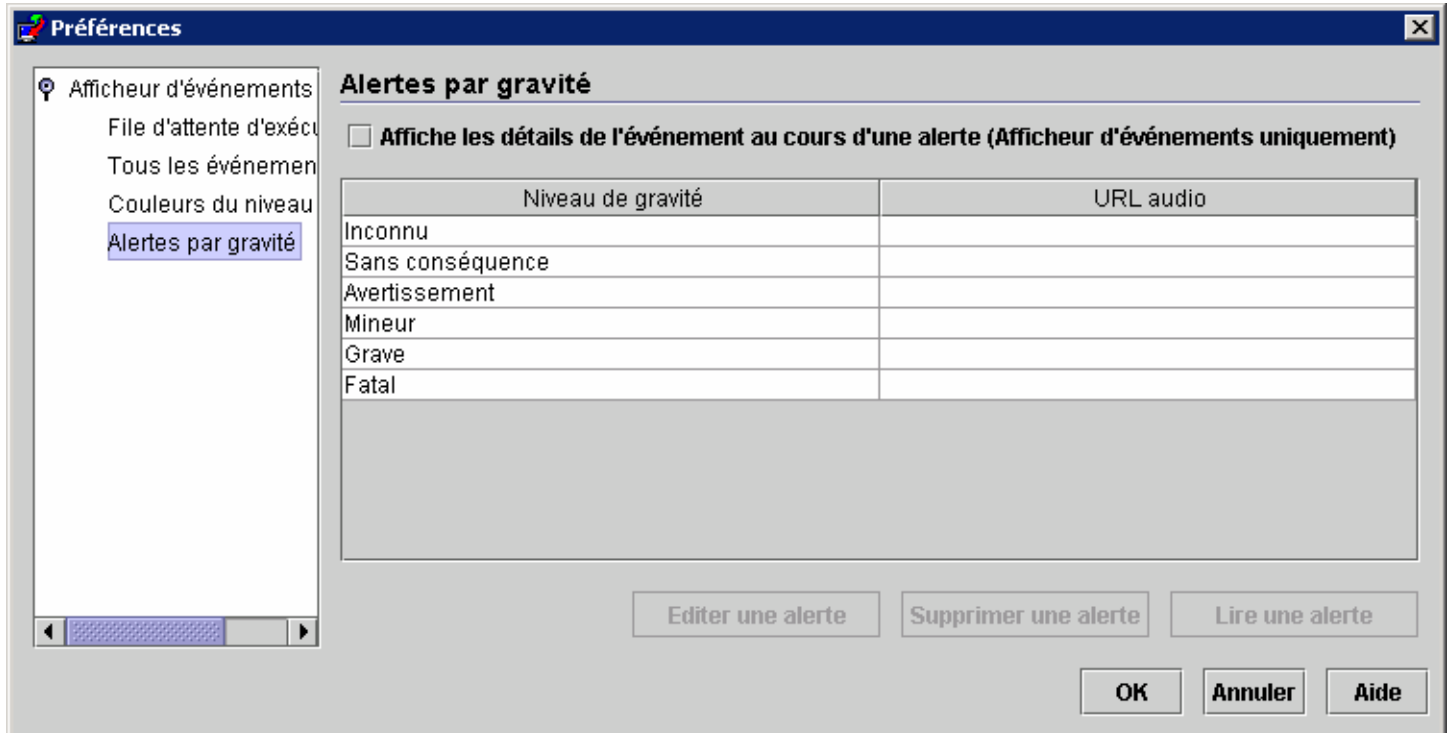 Préférences
Afficheur d'événements
File d'attente d'exécu
Tous les événemen
Couleurs du niveau
Alertes par gravité
Alertes par gravité
Affiche les détails de l'événement au cours d'une alerte (Afficheur d'événements uniquement)
Niveau de gravité URL audio
Inconnu
Sans conséquence
Avertissement
Mineur
Grave
Fatal
Editer une alerte Supprimer une alerte Lire une alerte
OK Annuler Aide